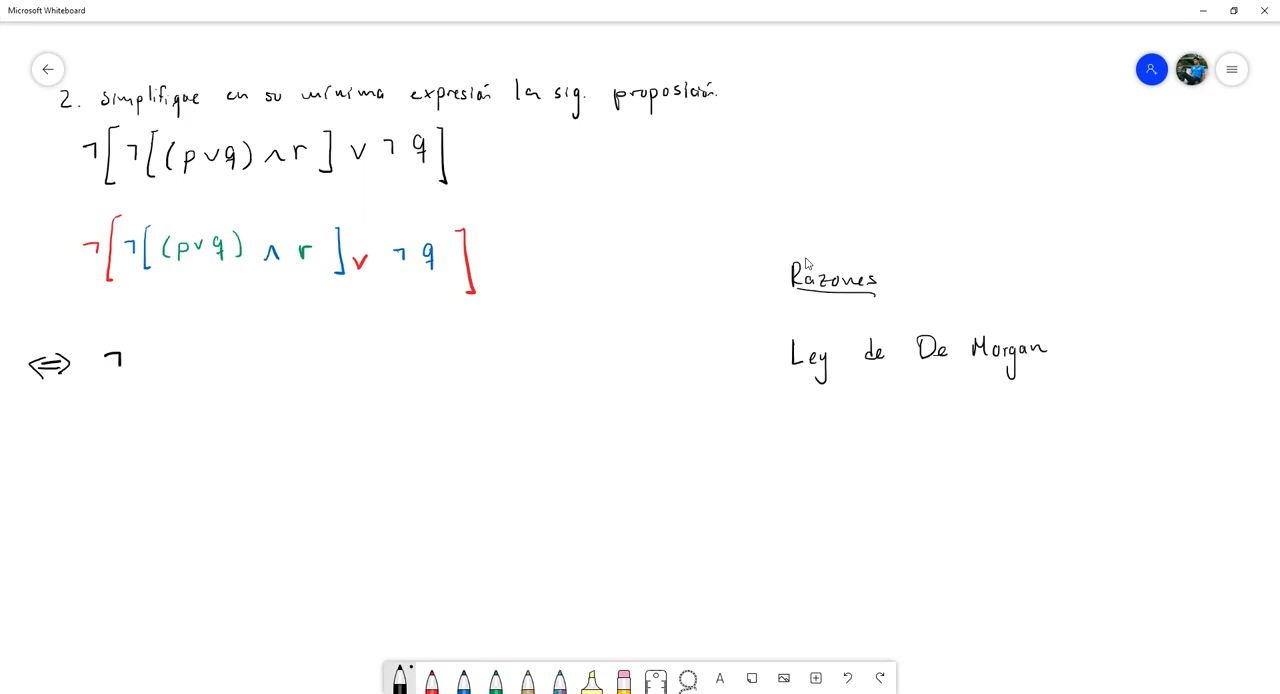 Microsoft Whiteboard
2. simplifique en su mínima expresión la sig. proposición.
¬[¬[(p∨q) ∧ r] ∨ ¬q]
¬[¬[(p∨q) ∧ r] ∨ ¬q]
Razones
⇔ ¬ Ley de De Morgan
A